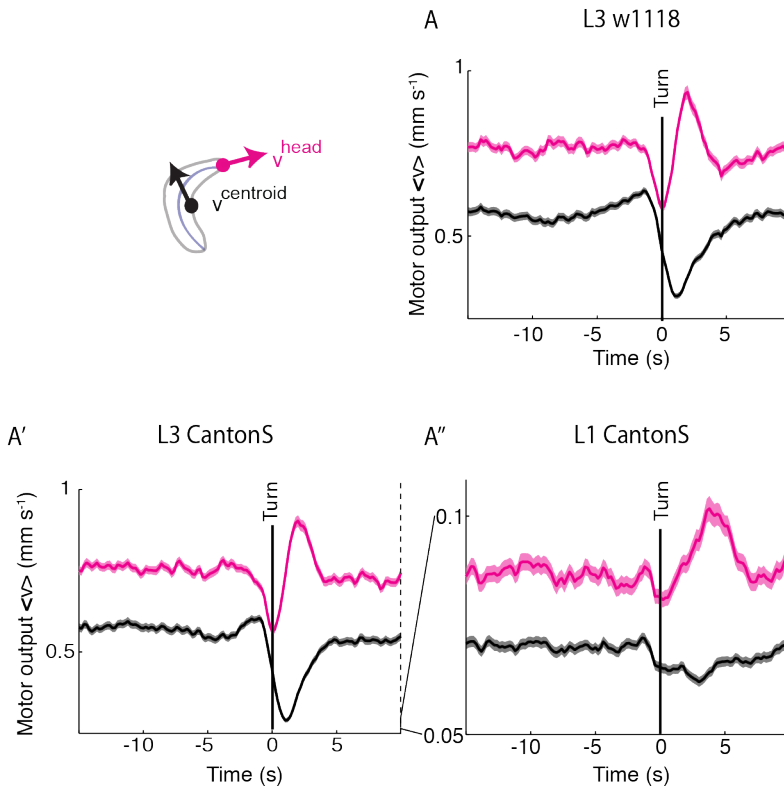 A
L3 w1118
v head
v centroid
Motor output <v> (mm s-1)
1
0.5
Turn
-10
-5
0
5
Time (s)
A'
L3 CantonS
Motor output <v> (mm s-1)
1
0.5
Turn
-10
-5
0
5
Time (s)
A"
L1 CantonS
0.1
0.05
Turn
-10
-5
0
5
Time (s)